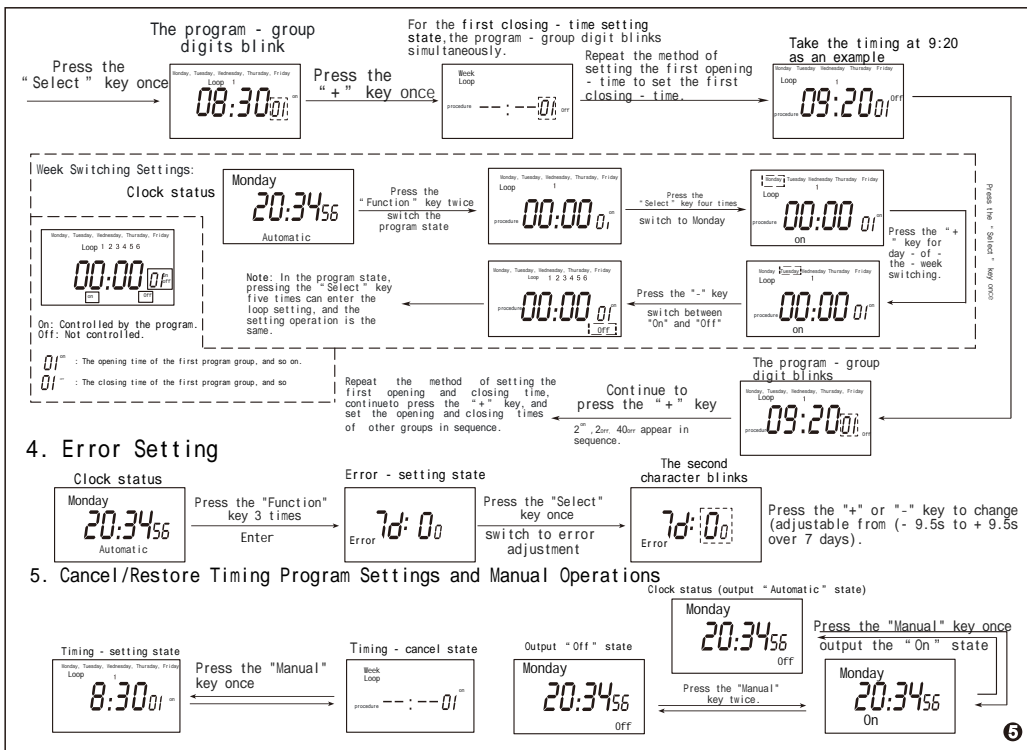 Press the
“Select” key once
The program - group
digits blink
Monday, Tuesday, Wednesday, Thursday, Friday
Loop 1
08:30 01 on
Press the
“+” key once
For the first closing - time setting
state,the program - group digit blinks
simultaneously.
Week
Loop
procedure --:--01 Off
Repeat the method of
setting the first opening
- time to set the first
closing - time.
Take the timing at 9:20
as an example
Monday, Tuesday, Wednesday, Thursday, Friday
Loop 1
procedure 09:20 01 Off
Press the “Select” key once
Week Switching Settings:
Clock status
Monday
20:34 56
Automatic
Press the
“Function” key twice
switch the
program state
Monday, Tuesday, Wednesday, Thursday, Friday
Loop 1
procedure 00:00 01 on
Press the
“Select” key four times
switch to Monday
Monday Tuesday, Wednesday, Thursday, Friday
1
Loop
procedure 00:00 01 on
on
Press the “+
” key for
day - of -
the - week
switching.
Monday Tuesday Wednesday Thursday, Friday
1
procedure 00:00 01 on
on
Press the “-” key
switch between
"On" and "Off"
Monday, Tuesday, Wednesday, Thursday, Friday
Loop 1 2 3 4 5 6
procedure 00:00 01 on
Off
Note: In the program state,
pressing the “Select” key
five times can enter the
loop setting, and the
setting operation is the
same.
Monday, Tuesday, Wednesday, Thursday, Friday
Loop 1 2 3 4 5 6
00:00 01 on
off
on Off
On: Controlled by the program.
Off: Not controlled.
01 on : The opening time of the first program group, and so on.
01 – : The closing time of the first program group, and so
The program - group
digit blinks
Monday, Tuesday, Wednesday, Thursday, Friday
Loop 1
procedure 09:20 01 Off
Continue to
press the “+” key
2on ,2Off. 40Off appear in
sequence.
Repeat the method of setting the
first opening and closing time,
continueto press the “+” key, and
set the opening and closing times
of other groups in sequence.
4. Error Setting
Clock status
Monday
20:34 56
Automatic
Press the "Function"
key 3 times
Enter
Error - setting state
Error 7d: 00
Press the "Select"
key once
switch to error
adjustment
The second
character blinks
Error 7d: 00
Press the "+" or "-" key to change
(adjustable from (- 9.5s to + 9.5s
over 7 days).
5. Cancel/Restore Timing Program Settings and Manual Operations
Timing - setting state
Monday, Tuesday, Wednesday, Thursday, Friday
Loop 1
8:30 01 on
Press the "Manual"
key once
Timing - cancel state
Week
Loop
procedure --:--01 on
Output “Off” state
Monday
20:34 56
Off
Press the "Manual"
key twice.
Clock status (output “Automatic” state)
Monday
20:34 56
Off
Press the "Manual" key once
output the “On” state
Monday
20:34 56
On
5